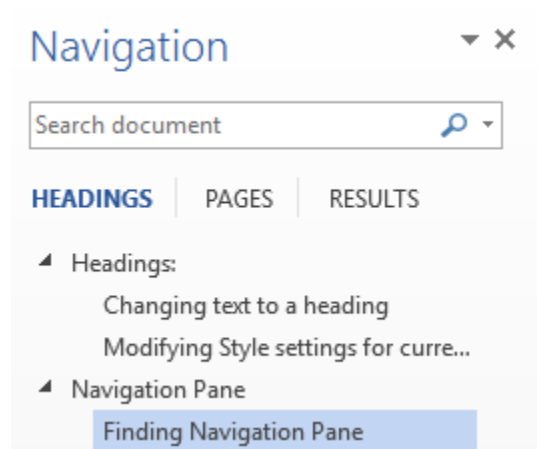 Navigation
Search document
HEADINGS PAGES RESULTS
Headings:
Changing text to a heading
Modifying Style settings for curre...
Navigation Pane
Finding Navigation Pane